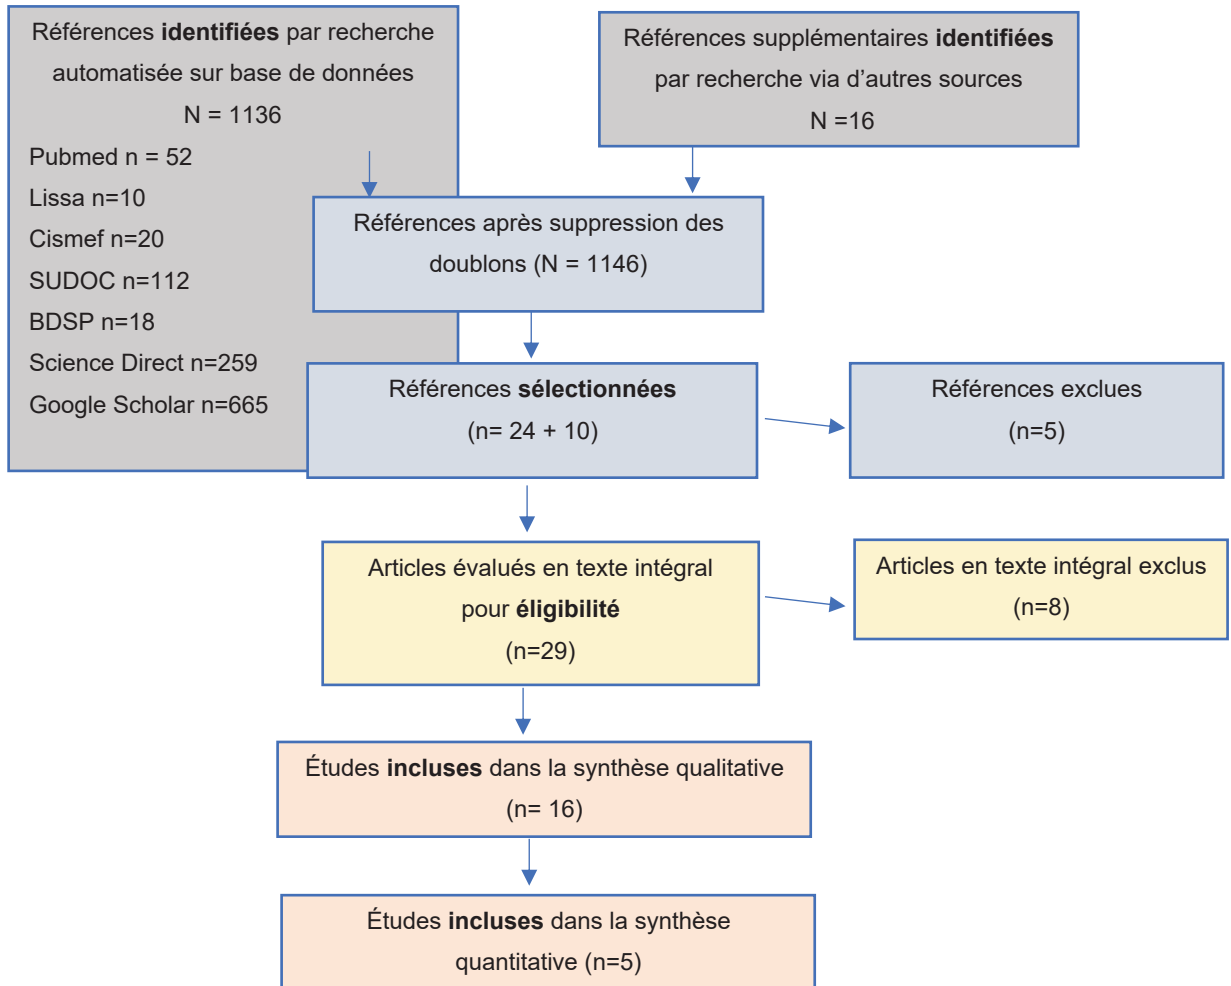 Références identifiées par recherche
automatisée sur base de données
N = 1136
Pubmed n = 52
Lissa n=10
Cismef n=20
SUDOC n=112
BDSP n=18
Science Direct n=259
Google Scholar n=665
Références supplémentaires identifiées
par recherche via d’autres sources
N =16
Références après suppression des
doublons (N = 1146)
Références sélectionnées
(n= 24 + 10)
Références exclues
(n=5)
Articles évalués en texte intégral
pour éligibilité
(n=29)
Articles en texte intégral exclus
(n=8)
Études incluses dans la synthèse qualitative
(n= 16)
Études incluses dans la synthèse
quantitative (n=5)